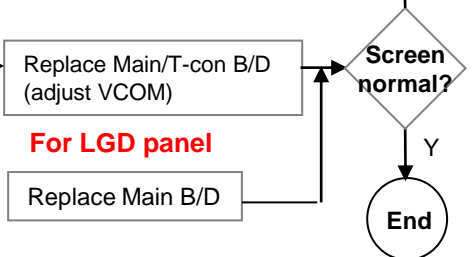 Replace Main/T-con B/D
(adjust VCOM)
Screen
normal?
For LGD panel
Y
Replace Main B/D
End